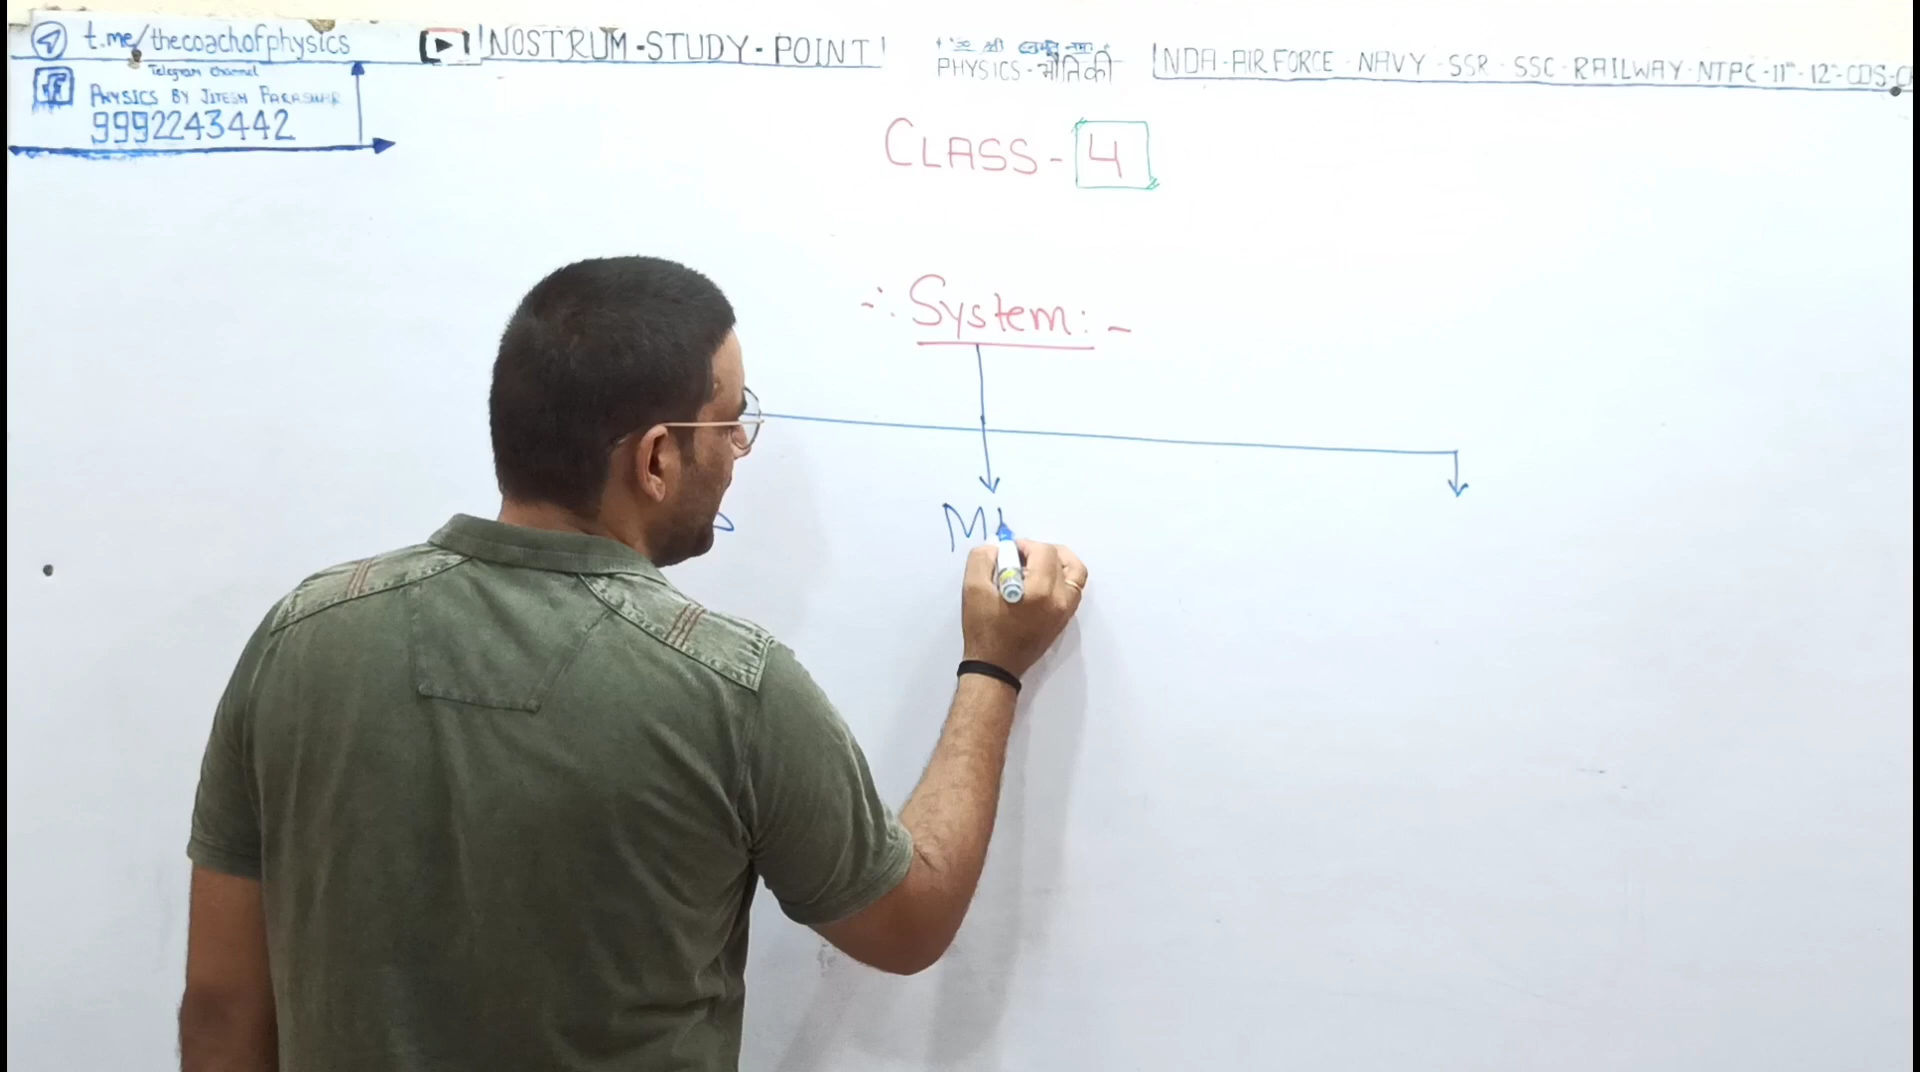 t.me/thecoachofphysics
Telegram channel
PHYSICS BY JITESH PARASHAR
9992243442
NOSTRUM-STUDY-POINT
PHYSICS-भौतिकी
NDA-AIR FORCE-NAVY-SSR-SSC-RAILWAY-NTPC-11th-12th-CDS-
CLASS-4
∴ System:-
M